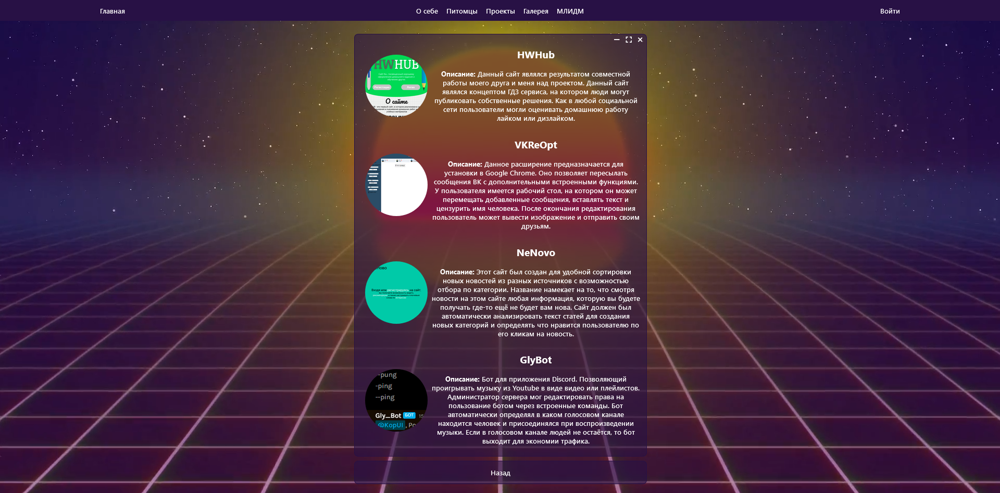 Главная
О себе
Питомцы
Проекты
Галерея
МЛИДМ
Войти
HWHUB
О сайте
HWHub
Описание: Данный сайт являлся результатом совместной
работы моего друга и меня над проектом. Данный сайт
являлся концептом ГДЗ сервиса, на котором люди могут
публиковать собственные решения. Как в любой социальной
сети пользователи могли оценивать домашнюю работу
лайком или дизлайком.
VKReOpt
Описание: Данное расширение предназначается для
установки в Google Chrome. Оно позволяет пересылать
сообщения ВК с дополнительными встроенными функциями.
У пользователя имеется рабочий стол, на котором он может
перемещать добавленные сообщения, вставлять текст и
цензурить имя человека. После окончания редактирования
пользователь может вывести изображение и отправить своим
друзьям.
Входя или регистрируясь на сайт,
NeNovo
Описание: Этот сайт был создан для удобной сортировки
новых новостей из разных источников с возможностью
отбора по категории. Название намекает на то, что смотря
новости на этом сайте любая информация, которую вы будете
получать где-то ещё не будет вам нова. Сайт должен был
автоматически анализировать текст статей для создания
новых категорий и определять что нравится пользователю по
его кликам на новость.
-pung
-ping
--ping
Gly_Bot БОТ 15
@KopUI , Po
GlyBot
Описание: Бот для приложения Discord. Позволяющий
проигрывать музыку из Youtube в виде видео или плейлистов.
Администратор сервера мог редактировать права на
пользование ботом через встроенные команды. Бот
автоматически определял в каком голосовом канале
находится человек и присоединялся при воспроизведении
музыки. Если в голосовом канале людей не остаётся, то бот
выходит для экономии трафика.
Назад